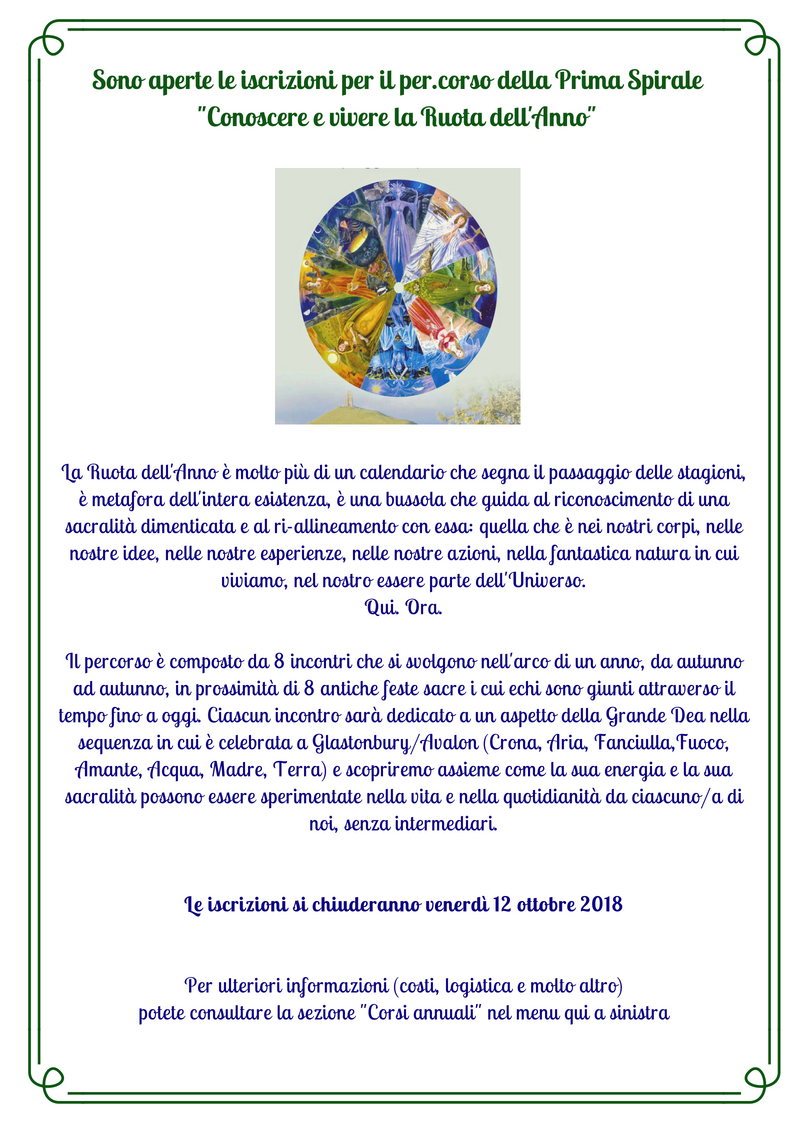 Sono aperte le iscrizioni per il per.corso della Prima Spirale
"Conoscere e vivere la Ruota dell'Anno"
La Ruota dell'Anno è molto più di un calendario che segna il passaggio delle stagioni,
è metafora dell'intera esistenza, è una bussola che guida al riconoscimento di una
sacralità dimenticata e al ri-allineamento con essa: quella che è nei nostri corpi, nelle
nostre idee, nelle nostre esperienze, nelle nostre azioni, nella fantastica natura in cui
viviamo, nel nostro essere parte dell'Universo.
Qui. Ora.
Il percorso è composto da 8 incontri che si svolgono nell'arco di un anno, da autunno
ad autunno, in prossimità di 8 antiche feste sacre i cui echi sono giunti attraverso il
tempo fino a oggi. Ciascun incontro sarà dedicato a un aspetto della Grande Dea nella
sequenza in cui è celebrata a Glastonbury/Avalon (Crona, Aria, Fanciulla,Fuoco,
Amante, Acqua, Madre, Terra) e scopriremo assieme come la sua energia e la sua
sacralità possono essere sperimentate nella vita e nella quotidianità da ciascuno/a di
noi, senza intermediari.
Le iscrizioni si chiuderanno venerdì 12 ottobre 2018
Per ulteriori informazioni (costi, logistica e molto altro)
potete consultare la sezione "Corsi annuali" nel menu qui a sinistra